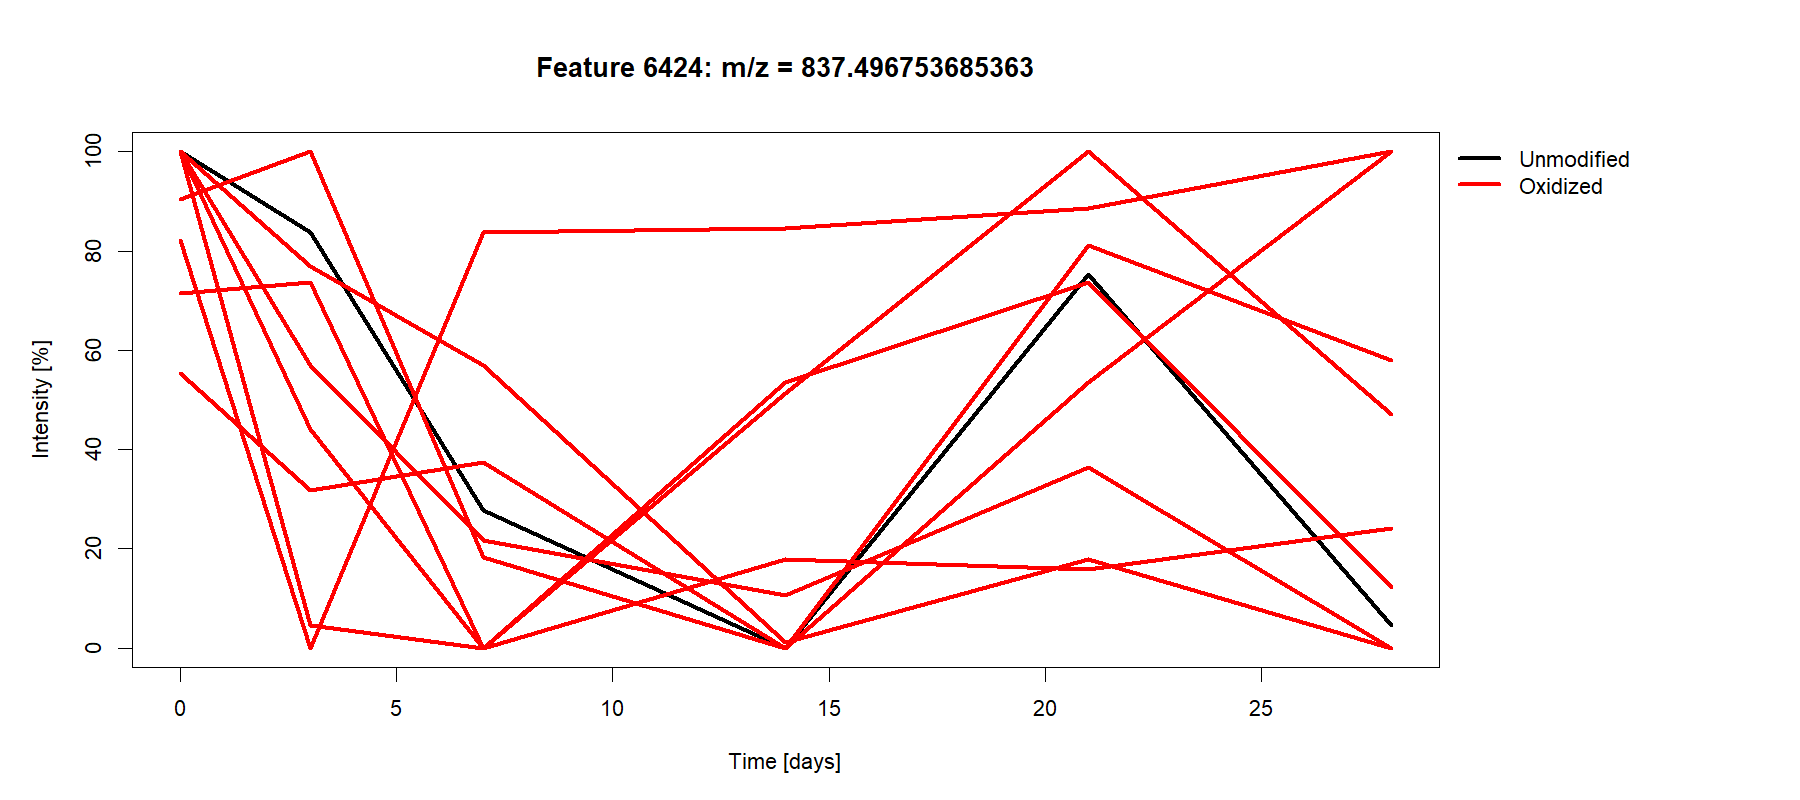 Feature 6424: m/z = 837.496753685363
Unmodified
Oxidized
Intensity [%]
100
80
60
40
20
0
0 5 10 15 20 25
Time [days]